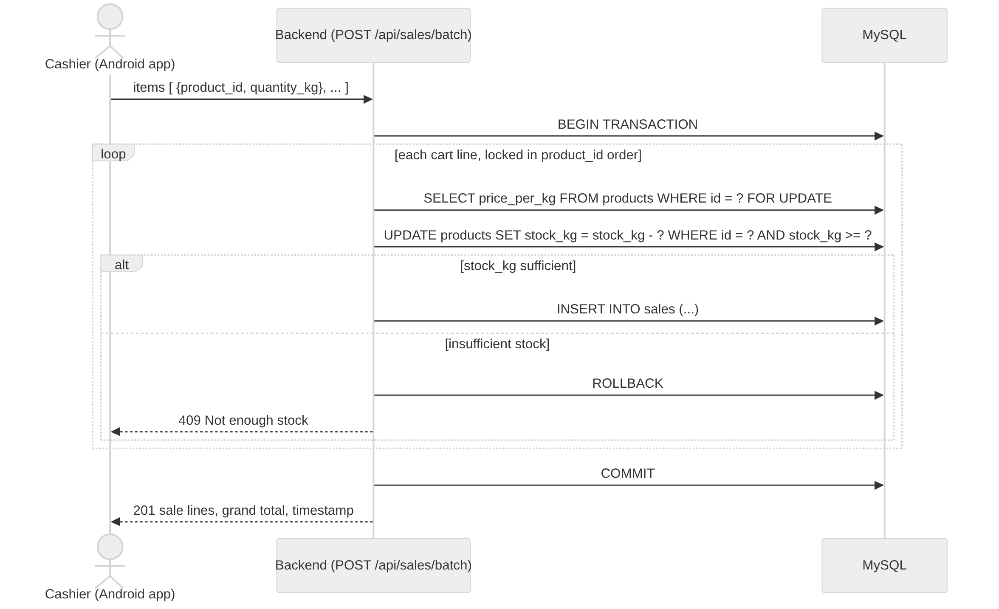 Cashier (Android app)
Backend (POST /api/sales/batch)
MySQL
items [ {product_id, quantity_kg}, ... ]
BEGIN TRANSACTION
loop
[each cart line, locked in product_id order]
SELECT price_per_kg FROM products WHERE id = ? FOR UPDATE
UPDATE products SET stock_kg = stock_kg - ? WHERE id = ? AND stock_kg >= ?
alt
[stock_kg sufficient]
INSERT INTO sales (...)
[insufficient stock]
ROLLBACK
409 Not enough stock
COMMIT
201 sale lines, grand total, timestamp
Cashier (Android app)
Backend (POST /api/sales/batch)
MySQL